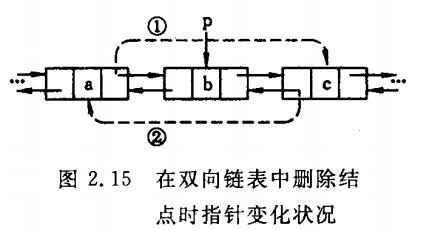 ① p
... a b c ...
②
图 2.15 在双向链表中删除结
点时指针变化状况